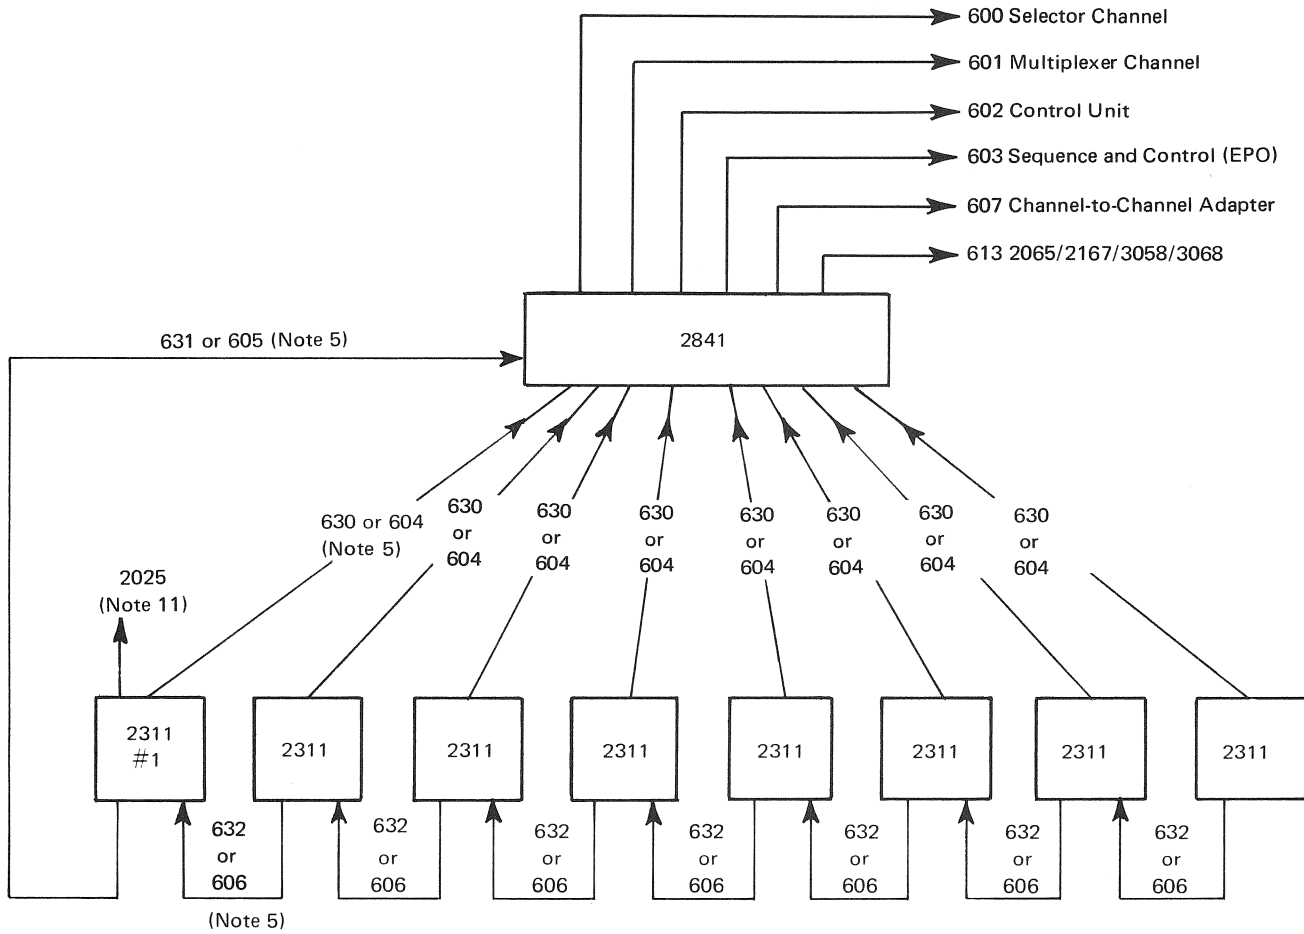 600 Selector Channel
601 Multiplexer Channel
602 Control Unit
603 Sequence and Control (EPO)
607 Channel-to-Channel Adapter
613 2065/2167/3058/3068
2841
631 or 605 (Note 5)
630 or 604
(Note 5)
630
or
604
630
or
604
630
or
604
630
or
604
630
or
604
630
or
604
630
or
604
2025
(Note 11)
2311
#1
2311
2311
2311
2311
2311
2311
2311
632
or
606
(Note 5)
632
or
606
632
or
606
632
or
606
632
or
606
632
or
606
632
or
606